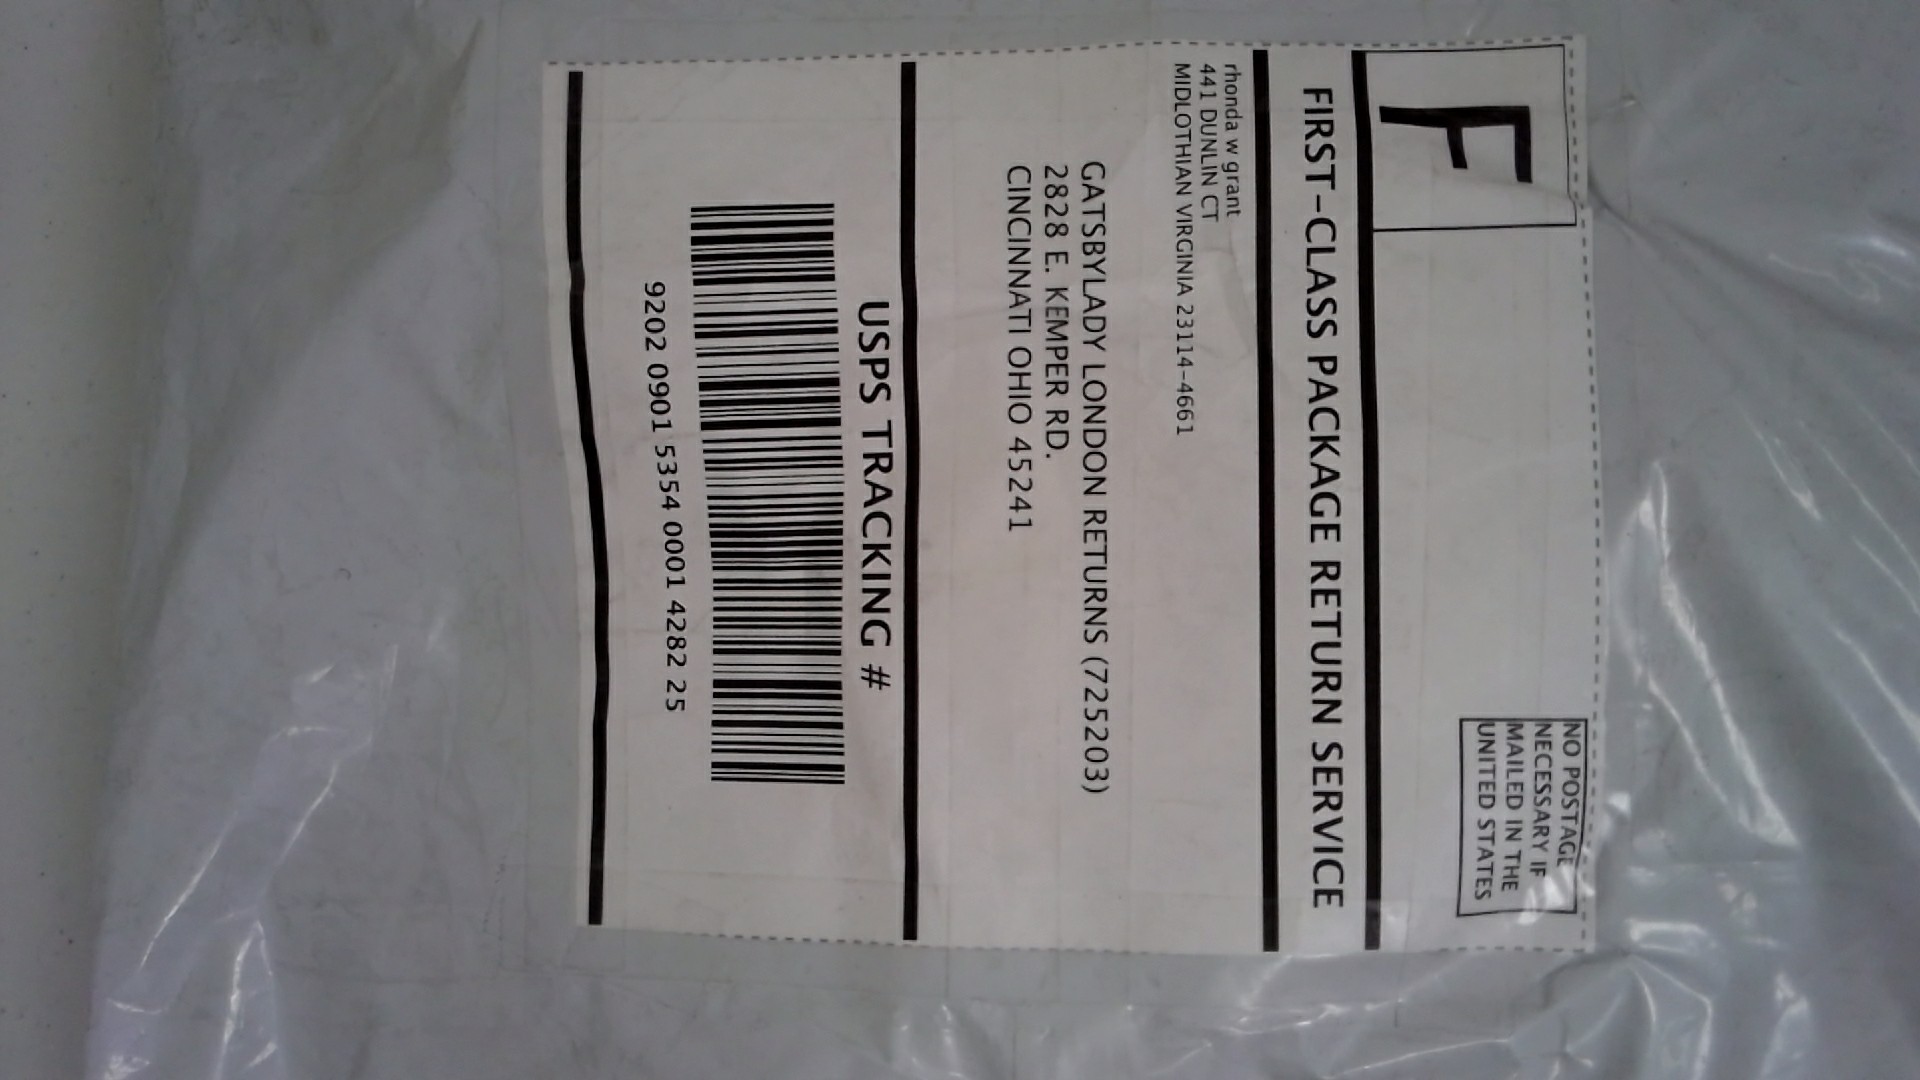 F
NO POSTAGE
NECESSARY IF
MAILED IN THE
UNITED STATES
FIRST-CLASS PACKAGE RETURN SERVICE
rhonda w grant
441 DUNLIN CT
MIDLOTHIAN VIRGINIA 23114-4661
GATSBYLADY LONDON RETURNS (725203)
2828 E. KEMPER RD.
CINCINNATI OHIO 45241
USPS TRACKING #
9202 0901 5354 0001 4282 25